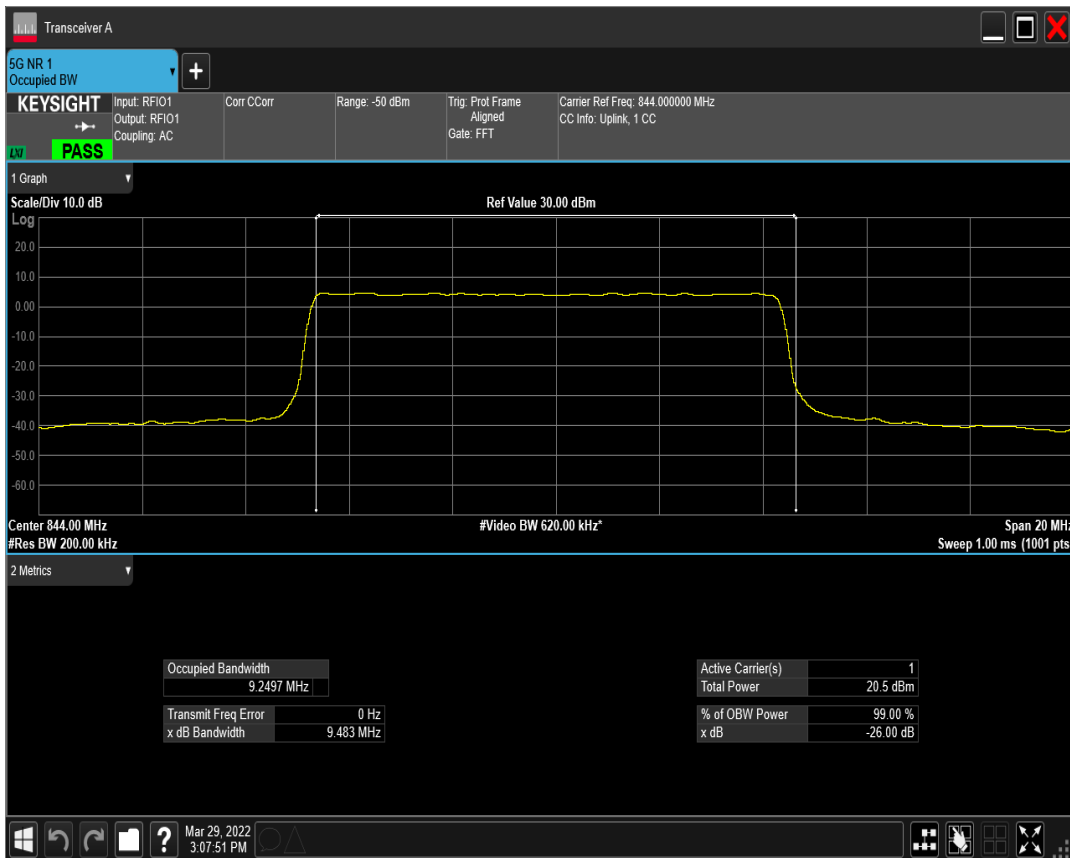 Transceiver A
5G NR 1
Occupied BW
+
KEYSIGHT
LXI
PASS
Input: RFIO1
Output: RFIO1
Coupling: AC
Corr CCorr
Range: -50 dBm
Trig: Prot Frame
Aligned
Gate: FFT
Carrier Ref Freq: 844.000000 MHz
CC Info: Uplink, 1 CC
1 Graph
Scale/Div 10.0 dB
Ref Value 30.00 dBm
Log
20.0
10.0
0.00
-10.0
-20.0
-30.0
-40.0
-50.0
-60.0
Center 844.00 MHz
#Video BW 620.00 kHz*
Span 20 MHz
#Res BW 200.00 kHz
Sweep 1.00 ms (1001 pts
2 Metrics
Occupied Bandwidth
9.2497 MHz
Transmit Freq Error 0 Hz
x dB Bandwidth 9.483 MHz
Active Carrier(s) 1
Total Power 20.5 dBm
% of OBW Power 99.00 %
x dB -26.00 dB
?
Mar 29, 2022
3:07:51 PM